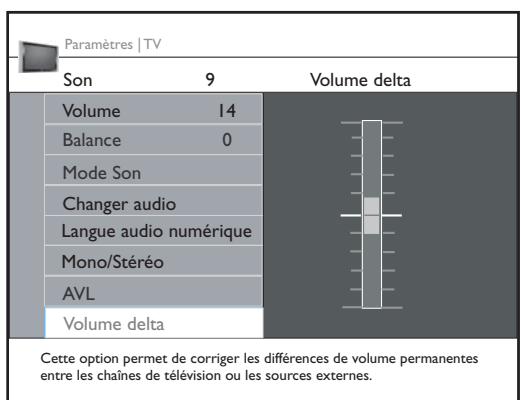 Paramètres | TV
Son 9 Volume delta
Volume 14
Balance 0
Mode Son
Changer audio
Langue audio numérique
Mono/Stéréo
AVL
Volume delta
Cette option permet de corriger les différences de volume permanentes
entre les chaînes de télévision ou les sources externes.